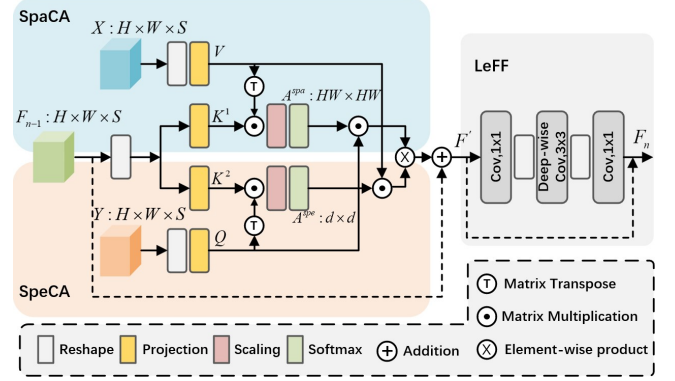 SpaCA
X : H×W×S
V
T
A^spa : HW×HW
LeFF
F_{n-1} : H×W×S
K^1
X
F'
Cov,1x1
Deep-wise
Cov,3x3
Cov,1x1
F_n
K^2
A^spe : d×d
T
Y : H×W×S
Q
SpeCA
T Matrix Transpose
Matrix Multiplication
Reshape Projection Scaling Softmax Addition X Element-wise product